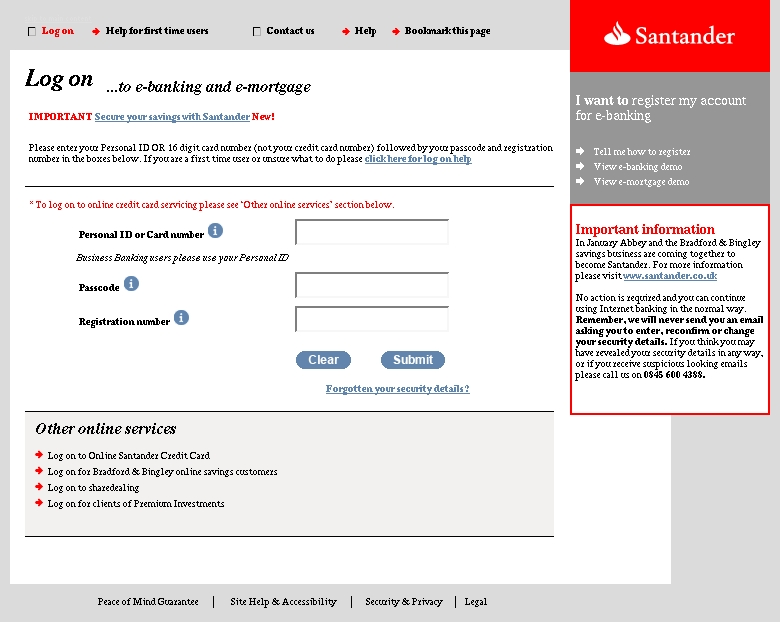 Log on
Help for first time users
Contact us
Help
Bookmark this page
Santander
Log on ...to e-banking and e-mortgage
IMPORTANT Secure your savings with Santander New!
Please enter your Personal ID OR 16 digit card number (not your credit card number) followed by your passcode and registration
number in the boxes below. If you are a first time user or unsure what to do please click here for log on help
* To log on to online credit card servicing please see 'Other online services' section below.
Personal ID or Card number i
Business Banking users please use your Personal ID
Passcode i
Registration number i
Clear
Submit
Forgotten your security details?
Other online services
Log on to Online Santander Credit Card
Log on for Bradford & Bingley online savings customers
Log on to sharedealing
Log on for clients of Premium Investments
I want to register my account
for e-banking
Tell me how to register
View e-banking demo
View e-mortgage demo
Important information
In January Abbey and the Bradford & Bingley
savings business are coming together to
become Santander. For more information
please visit www.santander.co.uk
No action is required and you can continue
using Internet banking in the normal way.
Remember, we will never send you an email
asking you to enter, reconfirm or change
your security details. If you think you may
have revealed your security details in any way,
or if you receive suspicious looking emails
please call us on 0845 600 4388.
Peace of Mind Guarantee
Site Help & Accessibility
Security & Privacy
Legal